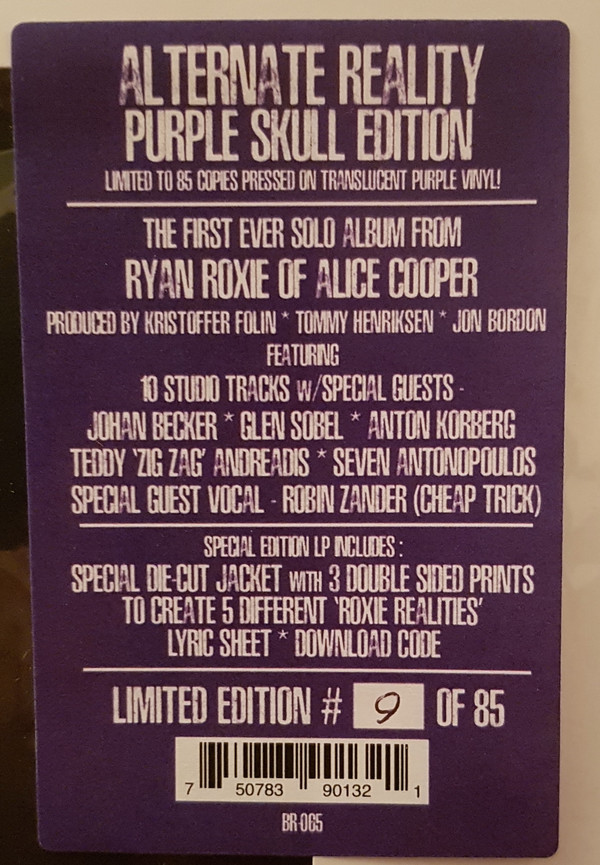 ALTERNATE REALITY
PURPLE SKULL EDITION
LIMITED TO 85 COPIES PRESSED ON TRANSLUCENT PURPLE VINYL!
THE FIRST EVER SOLO ALBUM FROM
RYAN ROXIE OF ALICE COOPER
PRODUCED BY KRISTOFFER FOLIN * TOMMY HENRIKSEN * JON BORDON
FEATURING
10 STUDIO TRACKS W/SPECIAL GUESTS -
JOHAN BECKER * GLEN SOBEL * ANTON KORBERG
TEDDY 'ZIG ZAG' ANDREADIS * SEVEN ANTONOPOULOS
SPECIAL GUEST VOCAL - ROBIN ZANDER (CHEAP TRICK)
SPECIAL EDITION LP INCLUDES :
SPECIAL DIE-CUT JACKET WITH 3 DOUBLE SIDED PRINTS
TO CREATE 5 DIFFERENT 'ROXIE REALITIES'
LYRIC SHEET * DOWNLOAD CODE
LIMITED EDITION # 9 OF 85
7 50783 90132 1
BR-065